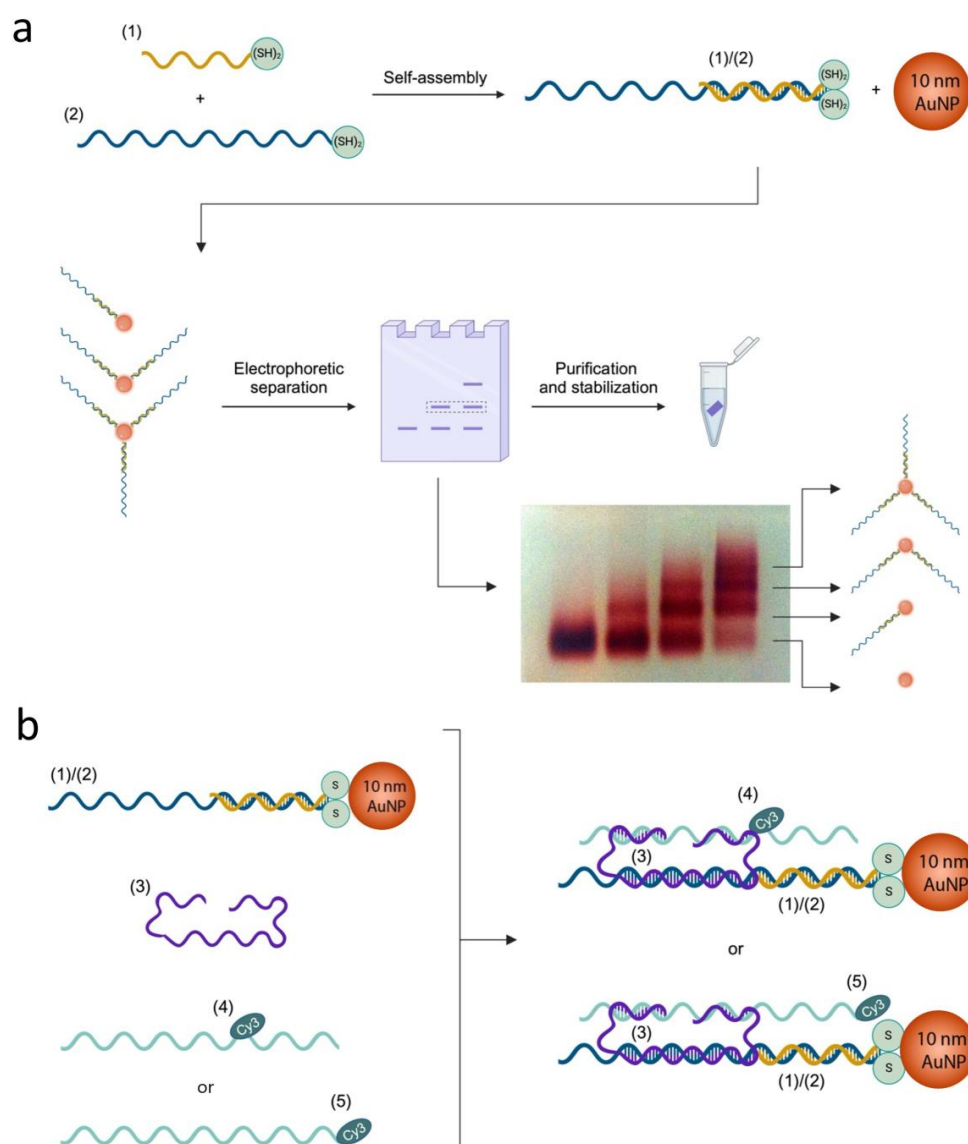 a
(1)
(SH)₂
+
(2)
(SH)₂
Self-assembly
(1)/(2)
(SH)₂
(SH)₂
+
10 nm
AuNP
Electrophoretic
separation
Purification
and stabilization
b
(1)/(2)
S
S
10 nm
AuNP
(3)
(4)
Cy3
or
(5)
Cy3
(4)
Cy3
(3)
(1)/(2)
S
S
10 nm
AuNP
or
(5)
Cy3
(3)
(1)/(2)
S
S
10 nm
AuNP